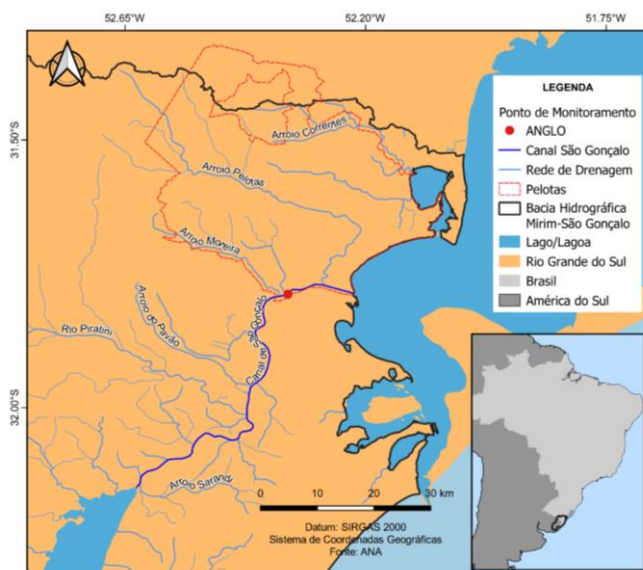 52.65°W
52.20°W
51.75°W
31.50°S
32.00°S
Arroio Correntes
Arroio Pelotas
Arroio Moreira
Arroio do Pavão
Rio Piratini
Canal de São Gonçalo
Arroio Sarandi
LEGENDA
Ponto de Monitoramento
ANGLO
Canal São Gonçalo
Rede de Drenagem
Pelotas
Bacia Hidrográfica
Mirim-São Gonçalo
Lago/Lagoa
Rio Grande do Sul
Brasil
América do Sul
0 10 20 30 km
Datum: SIRGAS 2000
Sistema de Coordenadas Geográficas
Fonte: ANA